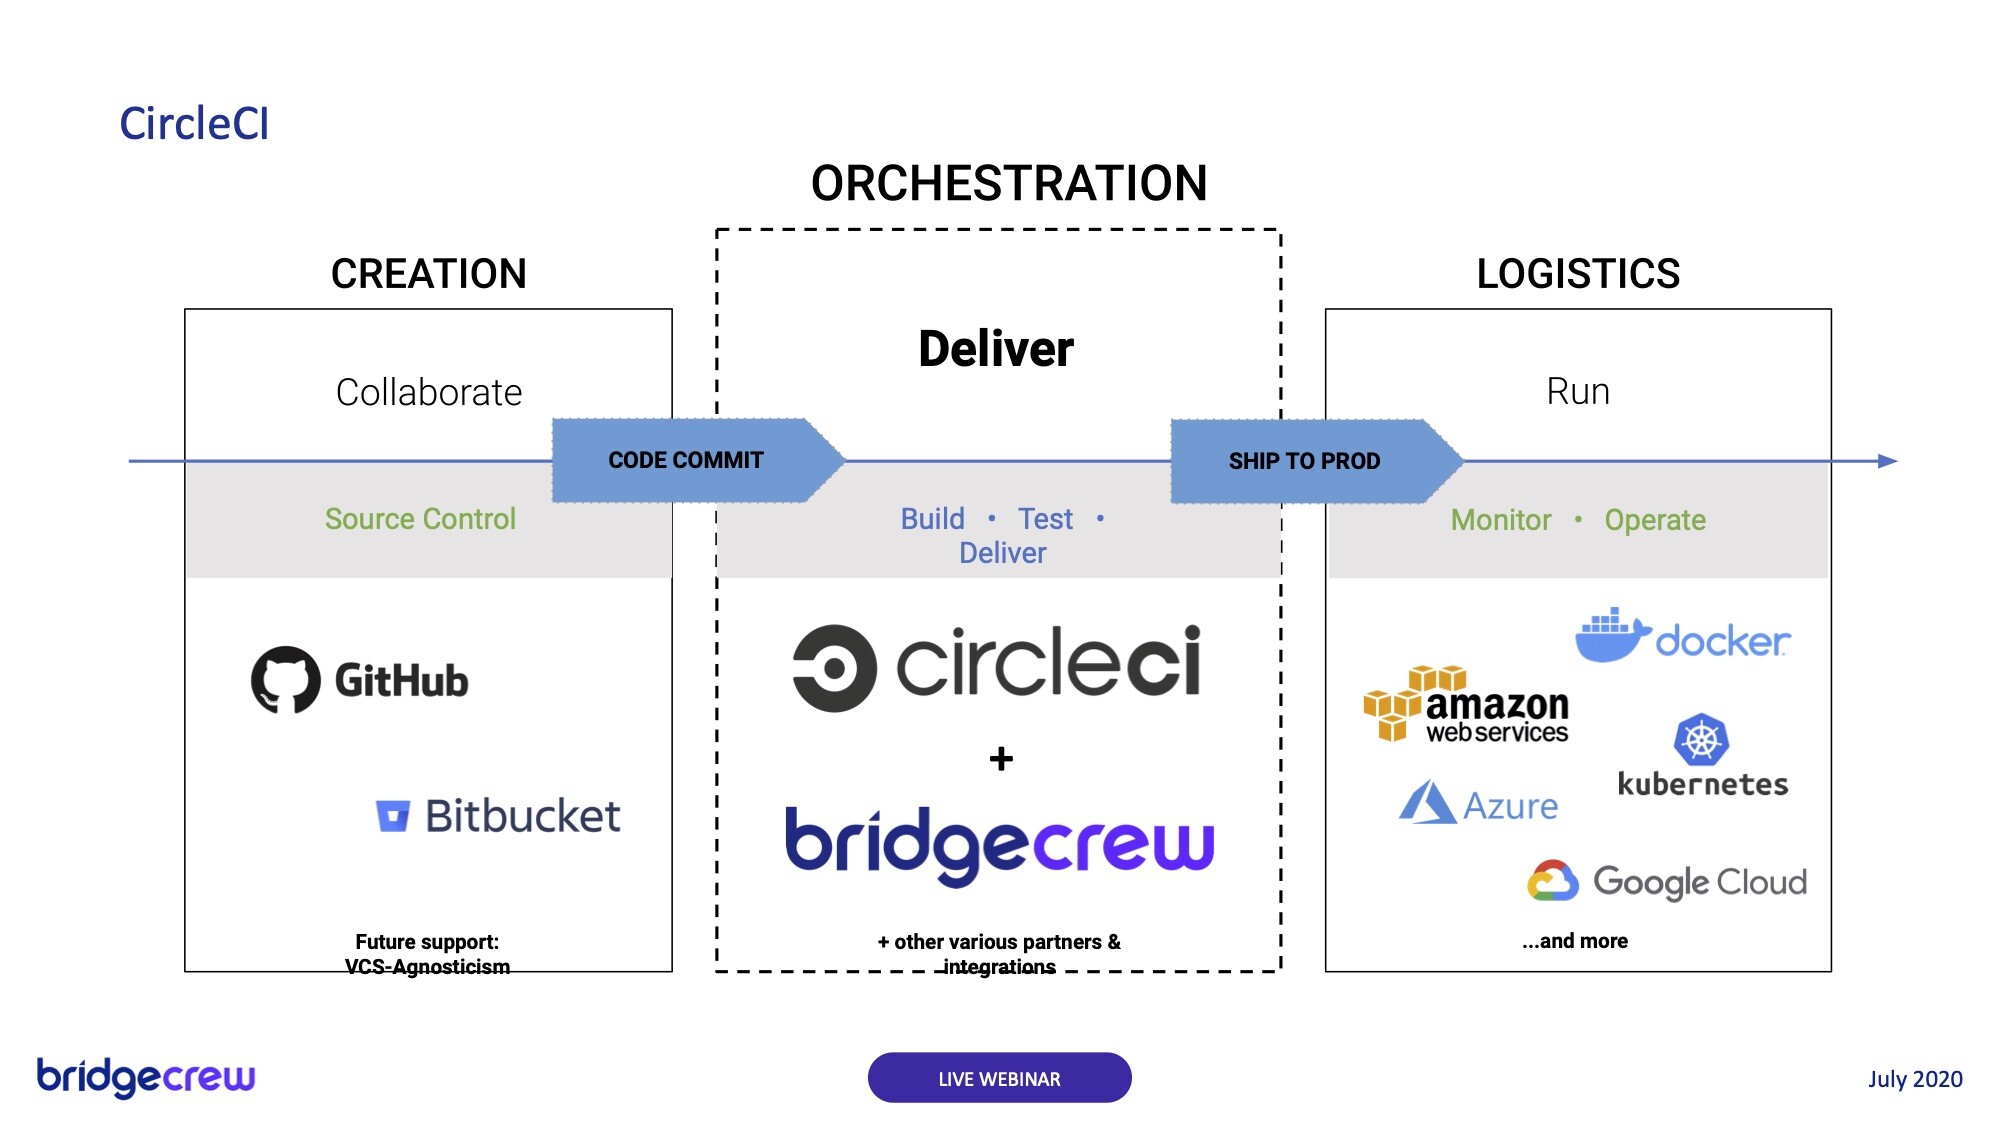 CircleCI
ORCHESTRATION
CREATION
LOGISTICS
Deliver
Collaborate
Run
CODE COMMIT
SHIP TO PROD
Source Control
Build • Test •
Deliver
Monitor • Operate
GitHub
Bitbucket
Future support:
VCS-Agnosticism
circleci
+
bridgecrew
+ other various partners &
integrations
docker
amazon
web services
kubernetes
Azure
Google Cloud
...and more
bridgecrew
LIVE WEBINAR
July 2020